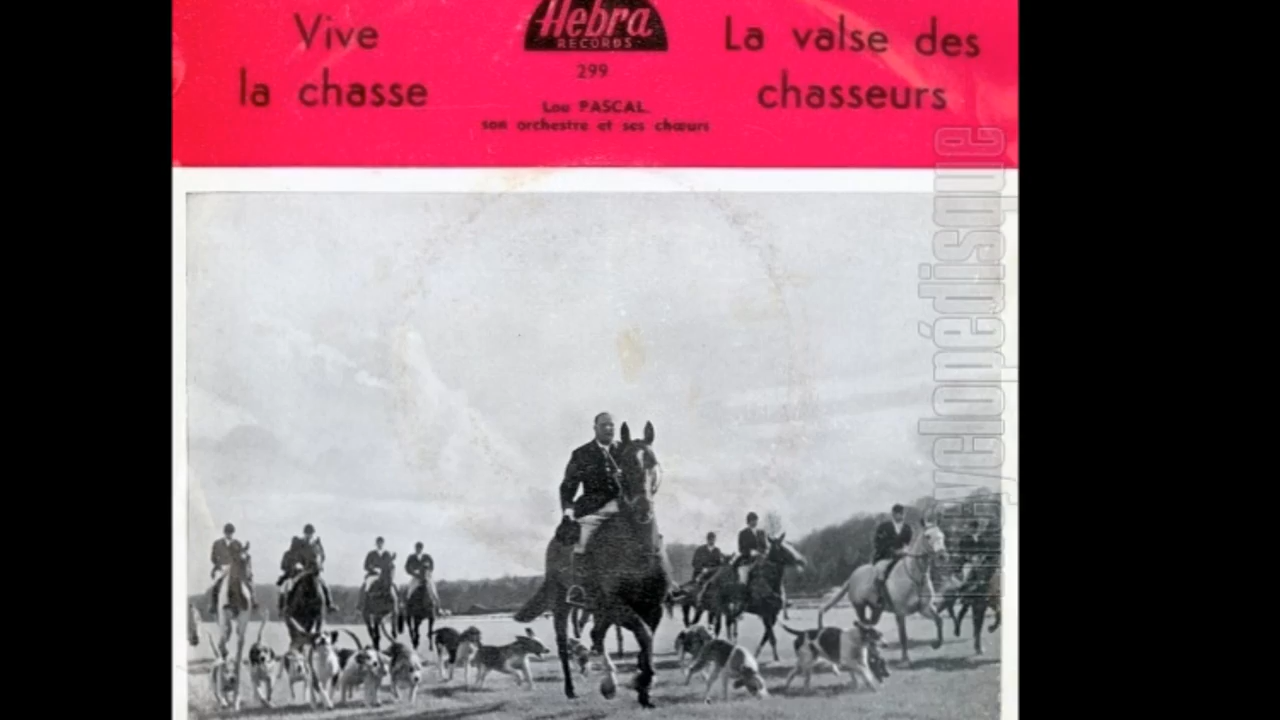 Vive
la chasse
Hebra
RECORDS
299
Lou PASCAL
son orchestre et ses chœurs
La valse des
chasseurs
encyclopédisque